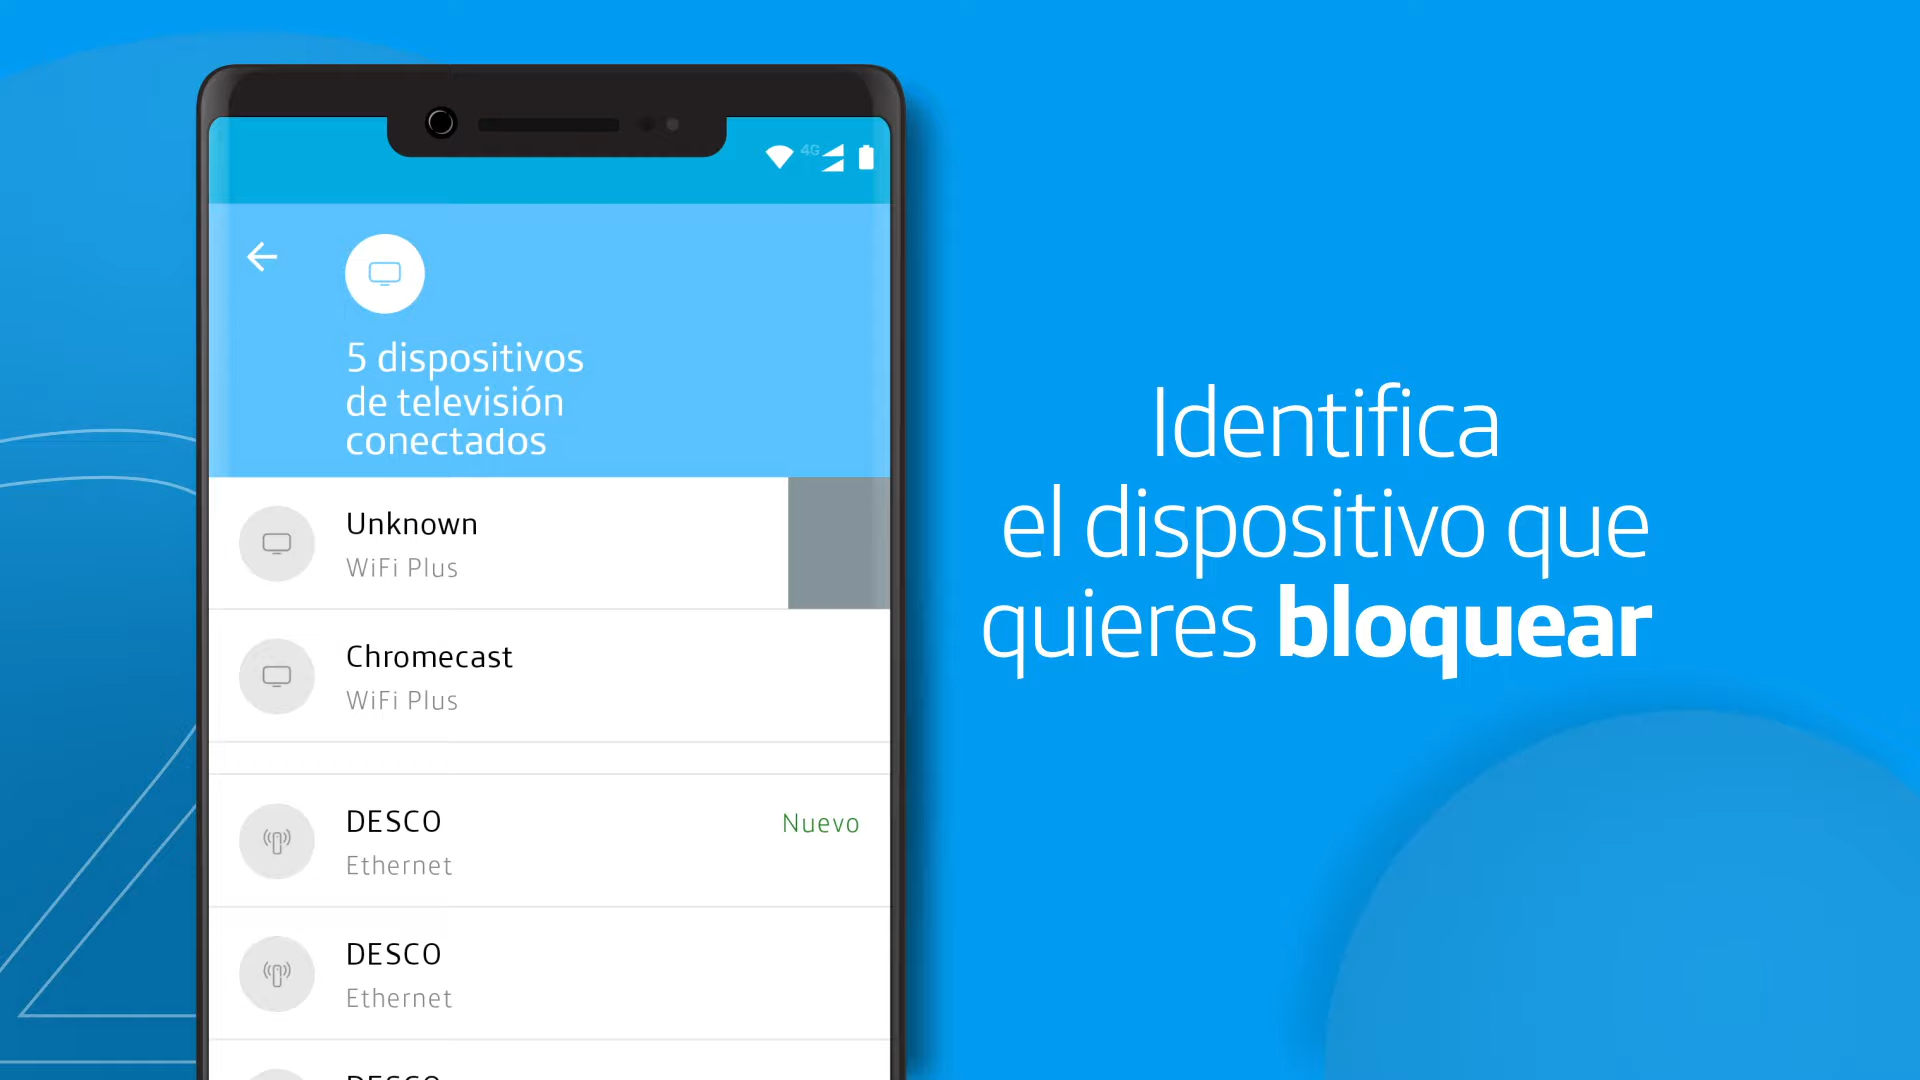 4G
5 dispositivos
de televisión
conectados
Unknown
WiFi Plus
Chromecast
WiFi Plus
DESCO
Nuevo
Ethernet
DESCO
Ethernet
Identifica
el dispositivo que
quieres bloquear